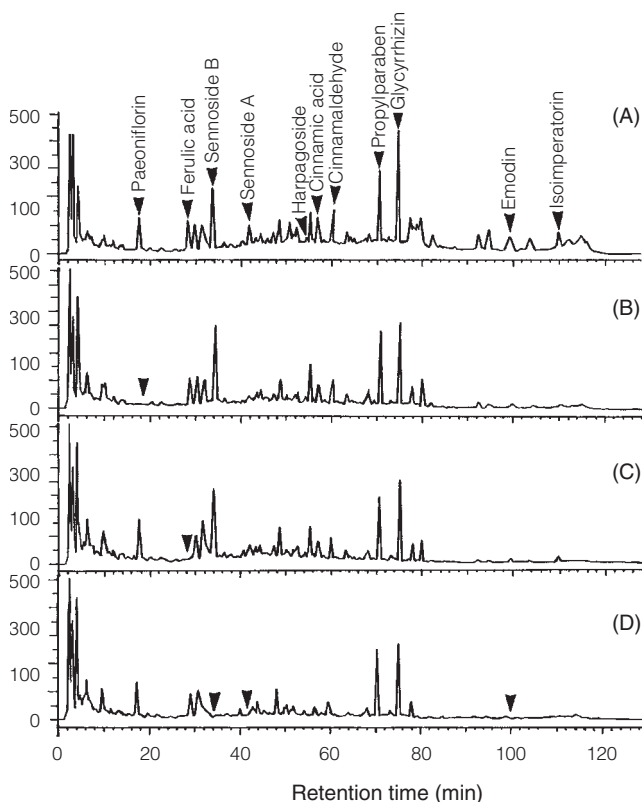 Paeoniflorin
Ferulic acid
Sennoside B
Sennoside A
Harpagoside
Cinnamic acid
Cinnamaldehyde
Propylparaben
Glycyrrhizin
Emodin
Isoimperatorin
(A)
500
300
100
0
(B)
500
300
100
0
(C)
500
300
100
0
(D)
500
300
100
0
0 20 40 60 80 100 120
Retention time (min)